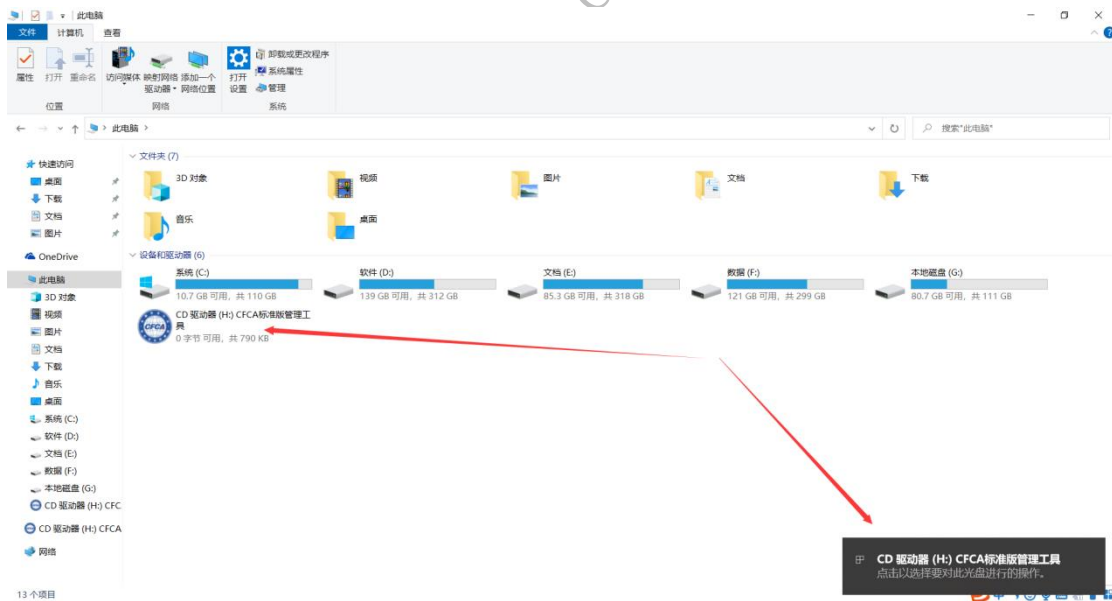 此电脑
文件 计算机 查看
属性 打开 重命名 访问媒体 映射网络驱动器 添加一个网络位置 打开设置 卸载或更改程序
系统属性
管理
位置 网络 系统
此电脑
搜索"此电脑"
快速访问
桌面
下载
文档
图片
OneDrive
此电脑
3D 对象
视频
图片
文档
下载
音乐
桌面
系统 (C:)
软件 (D:)
文档 (E:)
数据 (F:)
本地磁盘 (G:)
CD 驱动器 (H:) CFC
CD 驱动器 (H:) CFCA
网络
文件夹 (7)
3D 对象 视频 图片 文档 下载
音乐 桌面
设备和驱动器 (6)
系统 (C:)
10.7 GB 可用, 共 110 GB
软件 (D:)
139 GB 可用, 共 312 GB
文档 (E:)
85.3 GB 可用, 共 318 GB
数据 (F:)
121 GB 可用, 共 299 GB
本地磁盘 (G:)
80.7 GB 可用, 共 111 GB
CFCA
CD 驱动器 (H:) CFCA标准版管理工
具
0 字节 可用, 共 790 KB
CD 驱动器 (H:) CFCA标准版管理工具
点击以选择要对此光盘进行的操作。
13 个项目